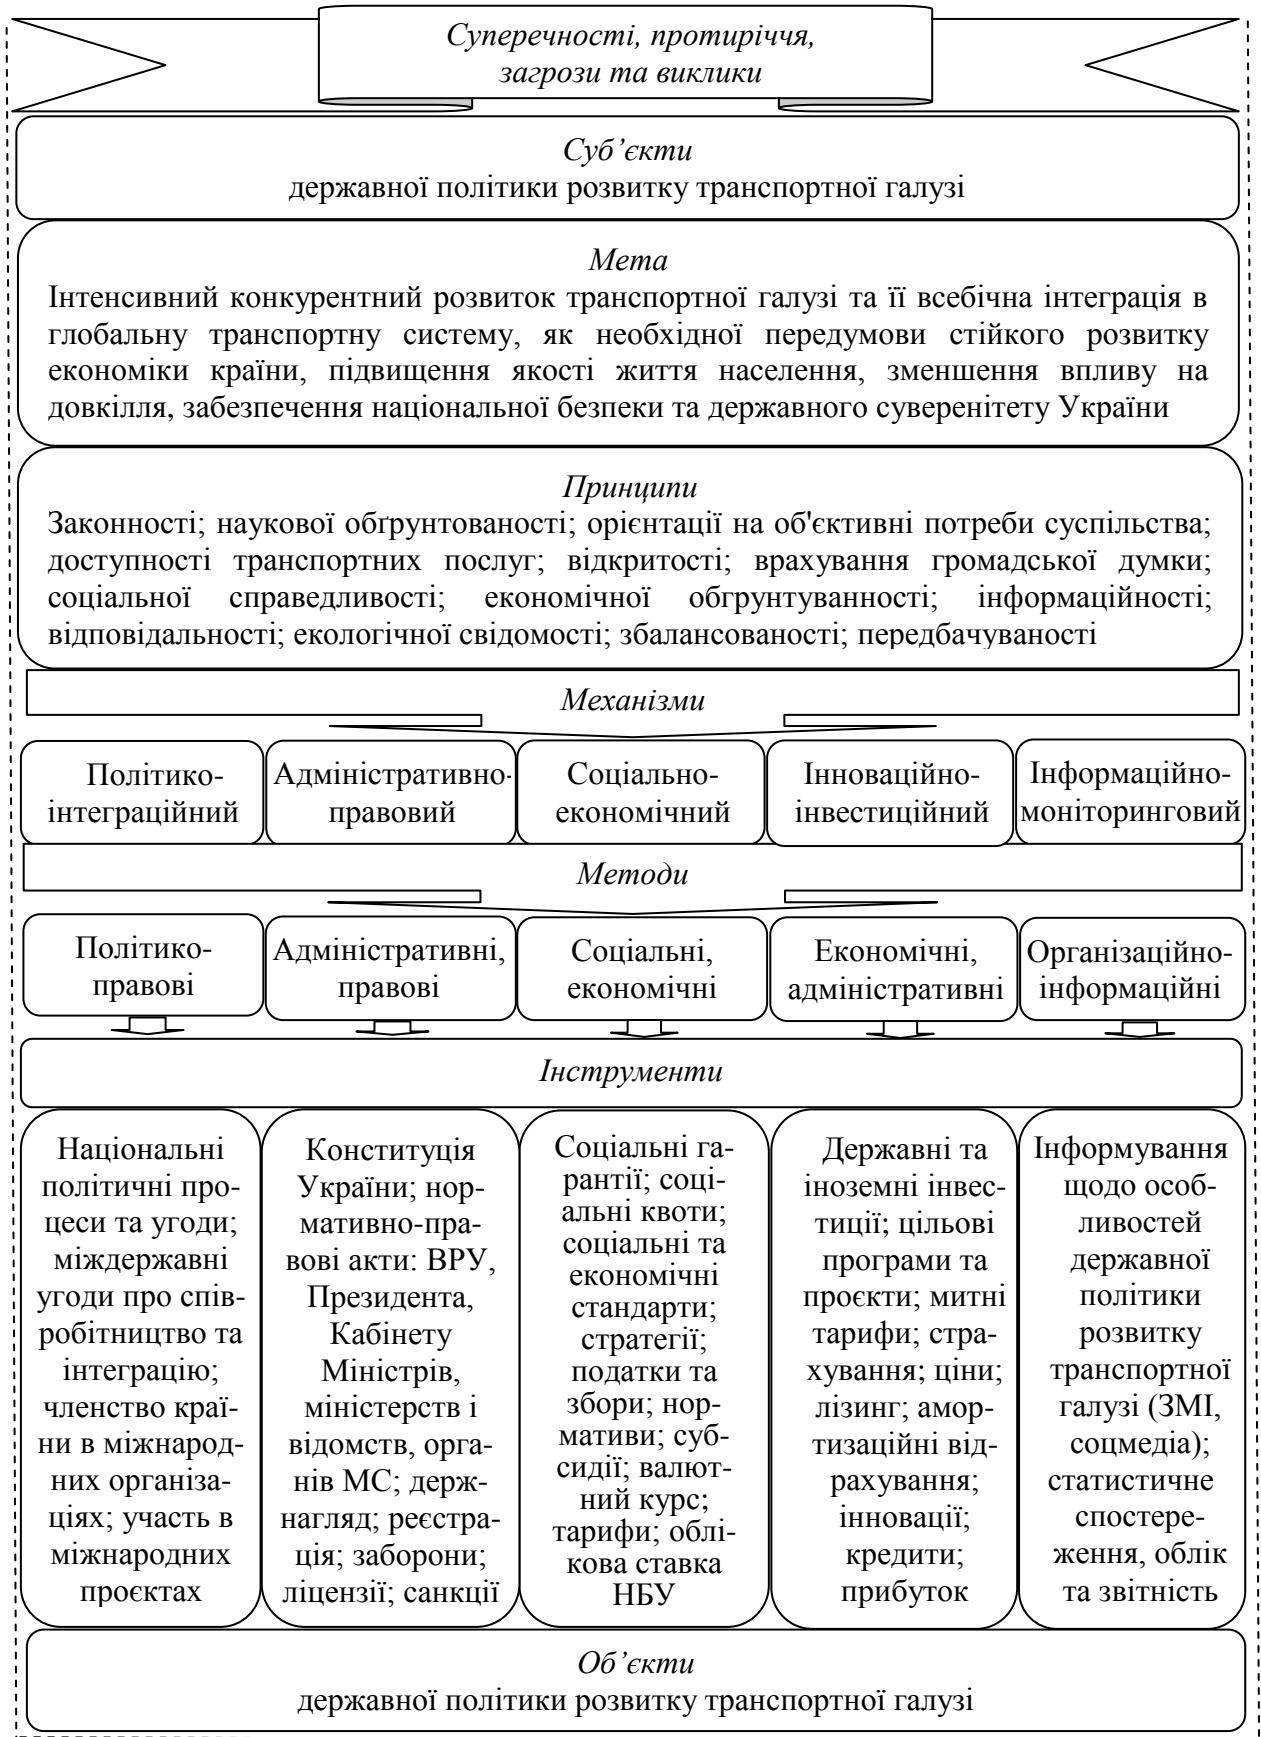 Суперечності, протиріччя,
загрози та виклики
Суб’єкти
державної політики розвитку транспортної галузі
Мета
Інтенсивний конкурентний розвиток транспортної галузі та її всебічна інтеграція в
глобальну транспортну систему, як необхідної передумови стійкого розвитку
економіки країни, підвищення якості життя населення, зменшення впливу на
довкілля, забезпечення національної безпеки та державного суверенітету України
Принципи
Законності; наукової обґрунтованості; орієнтації на об'єктивні потреби суспільства;
доступності транспортних послуг; відкритості; врахування громадської думки;
соціальної справедливості; економічної обгрунтуванності; інформаційності;
відповідальності; екологічної свідомості; збалансованості; передбачуваності
Механізми
Політико-
інтеграційний
Адміністративно-
правовий
Соціально-
економічний
Інноваційно-
інвестиційний
Інформаційно-
моніторинговий
Методи
Політико-
правові
Адміністративні,
правові
Соціальні,
економічні
Економічні,
адміністративні
Організаційно-
інформаційні
Інструменти
Національні
політичні про-
цеси та угоди;
міждержавні
угоди про спів-
робітництво та
інтеграцію;
членство краї-
ни в міжнарод-
них організа-
ціях; участь в
міжнародних
проєктах
Конституція
України; нор-
мативно-пра-
вові акти: ВРУ,
Президента,
Кабінету
Міністрів,
міністерств і
відомств, орга-
нів МС; держ-
нагляд; реєстра-
ція; заборони;
ліцензії; санкції
Соціальні га-
рантії; соці-
альні квоти;
соціальні та
економічні
стандарти;
стратегії;
податки та
збори; нор-
мативи; суб-
сидії; валют-
ний курс;
тарифи; облі-
кова ставка
НБУ
Державні та
іноземні інвес-
тиції; цільові
програми та
проєкти; митні
тарифи; стра-
хування; ціни;
лізинг; амор-
тизаційні від-
рахування;
інновації;
кредити;
прибуток
Інформування
щодо особ-
ливостей
державної
політики
розвитку
транспортної
галузі (ЗМІ,
соцмедіа);
статистичне
спостере-
ження, облік
та звітність
Об’єкти
державної політики розвитку транспортної галузі